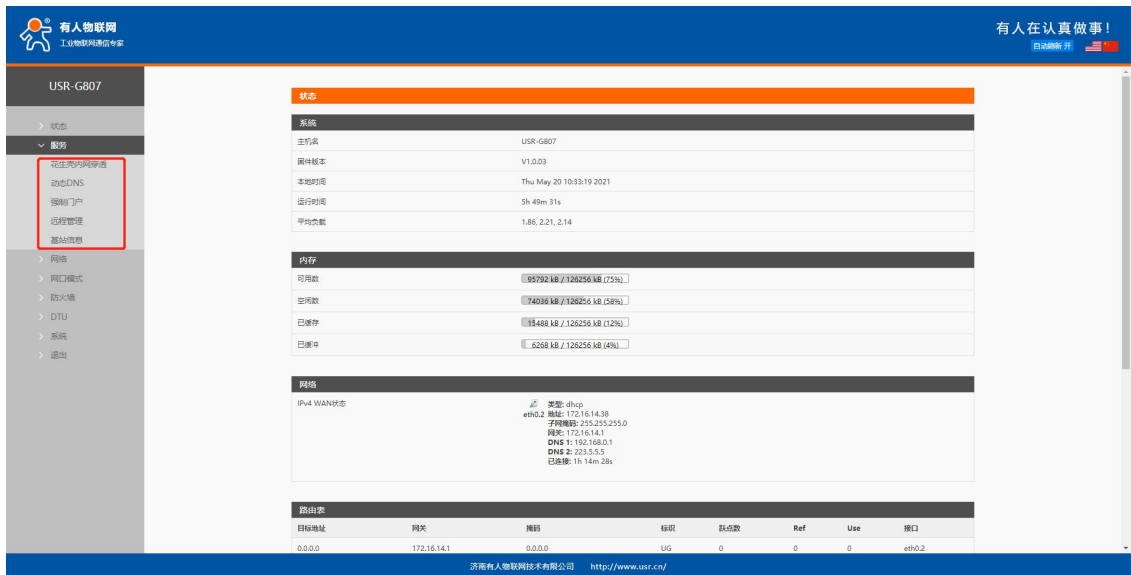 有人物联网
工业物联网通信专家
有人在认真做事!
自动刷新 开
USR-G807
状态
服务
花生壳内网穿透
动态DNS
强制门户
远程管理
基站信息
网络
网口模式
防火墙
DTU
系统
退出
状态
系统
主机名 USR-G807
固件版本 V1.0.03
本地时间 Thu May 20 10:33:19 2021
运行时间 5h 49m 31s
平均负载 1.86, 2.21, 2.14
内存
可用数 95792 kB / 126256 kB (75%)
空闲数 74036 kB / 126256 kB (58%)
已缓存 15488 kB / 126256 kB (12%)
已缓冲 6268 kB / 126256 kB (4%)
网络
IPv4 WAN状态 类型: dhcp
eth0.2 地址: 172.16.14.38
子网掩码: 255.255.255.0
网关: 172.16.14.1
DNS 1: 192.168.0.1
DNS 2: 223.5.5.5
已连接: 1h 14m 28s
路由表
目标地址 网关 掩码 标识 跃点数 Ref Use 接口
0.0.0.0 172.16.14.1 0.0.0.0 UG 0 0 0 eth0.2
济南有人物联网技术有限公司 http://www.usr.cn/